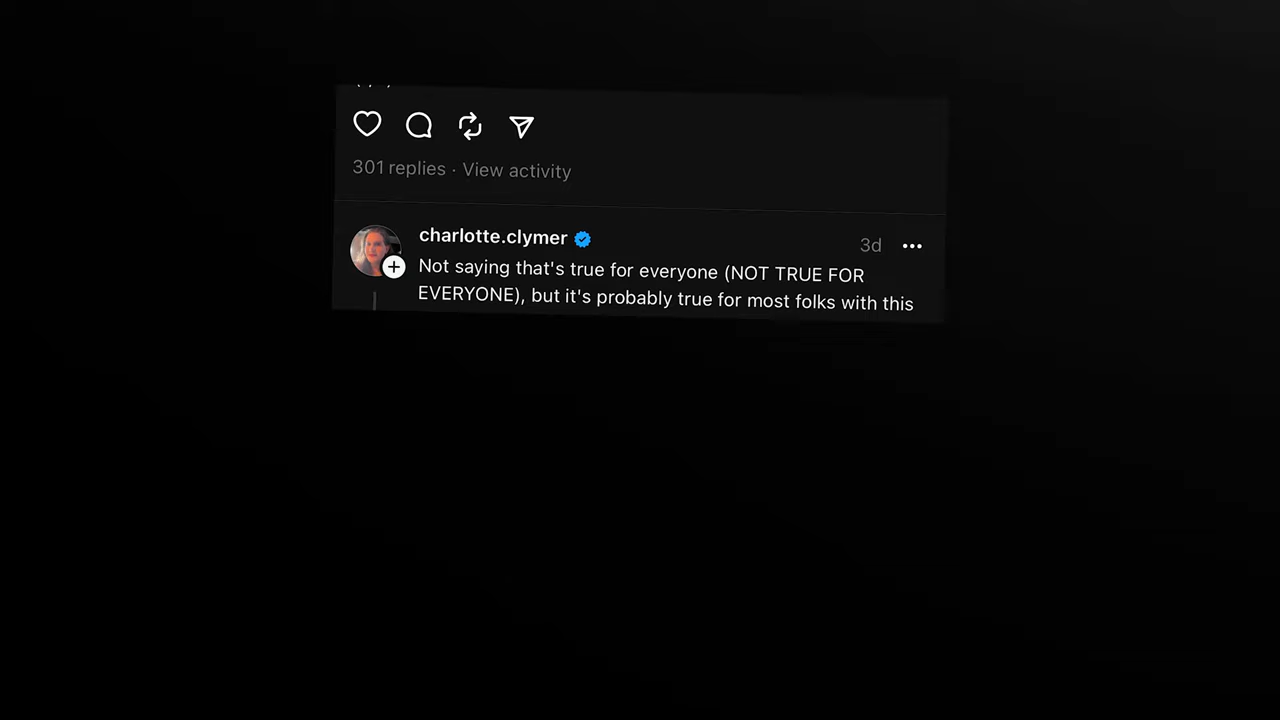 301 replies · View activity
charlotte.clymer
3d
Not saying that's true for everyone (NOT TRUE FOR
EVERYONE), but it's probably true for most folks with this